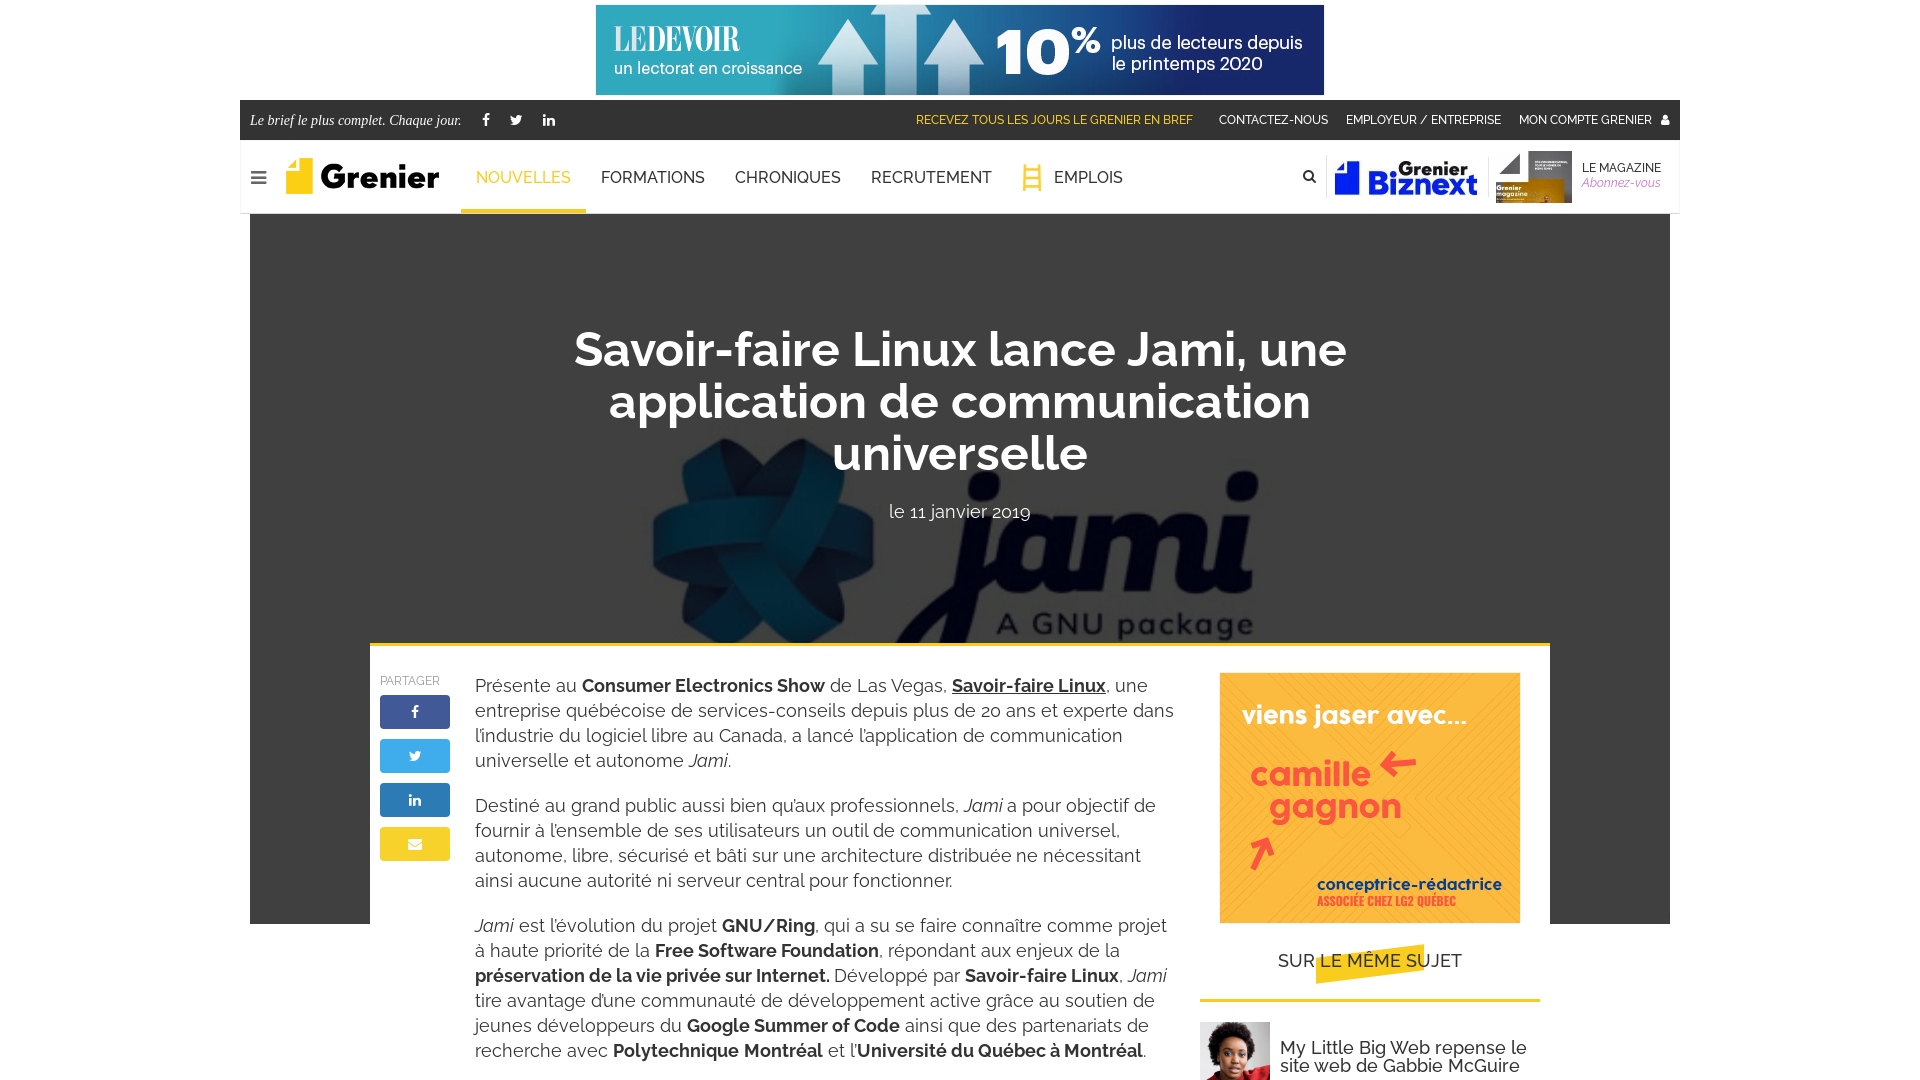 LE DEVOIR
un lectorat en croissance
10% plus de lecteurs depuis
le printemps 2020
Le brief le plus complet. Chaque jour.
RECEVEZ TOUS LES JOURS LE GRENIER EN BREF
CONTACTEZ-NOUS
EMPLOYEUR / ENTREPRISE
MON COMPTE GRENIER
Grenier
NOUVELLES
FORMATIONS
CHRONIQUES
RECRUTEMENT
EMPLOIS
Grenier
Biznext
Grenier
magazine
LE MAGAZINE
Abonnez-vous
Savoir-faire Linux lance Jami, une
application de communication
universelle
le 11 janvier 2019
jami
A GNU package
PARTAGER
Présente au Consumer Electronics Show de Las Vegas, Savoir-faire Linux, une
entreprise québécoise de services-conseils depuis plus de 20 ans et experte dans
l’industrie du logiciel libre au Canada, a lancé l’application de communication
universelle et autonome Jami.
Destiné au grand public aussi bien qu’aux professionnels, Jami a pour objectif de
fournir à l’ensemble de ses utilisateurs un outil de communication universel,
autonome, libre, sécurisé et bâti sur une architecture distribuée ne nécessitant
ainsi aucune autorité ni serveur central pour fonctionner.
Jami est l’évolution du projet GNU/Ring, qui a su se faire connaître comme projet
à haute priorité de la Free Software Foundation, répondant aux enjeux de la
préservation de la vie privée sur Internet. Développé par Savoir-faire Linux, Jami
tire avantage d’une communauté de développement active grâce au soutien de
jeunes développeurs du Google Summer of Code ainsi que des partenariats de
recherche avec Polytechnique Montréal et l’Université du Québec à Montréal.
viens jaser avec...
camille
gagnon
conceptrice-rédactrice
ASSOCIÉE CHEZ LG2 QUÉBEC
SUR LE MÊME SUJET
My Little Big Web repense le
site web de Gabbie McGuire